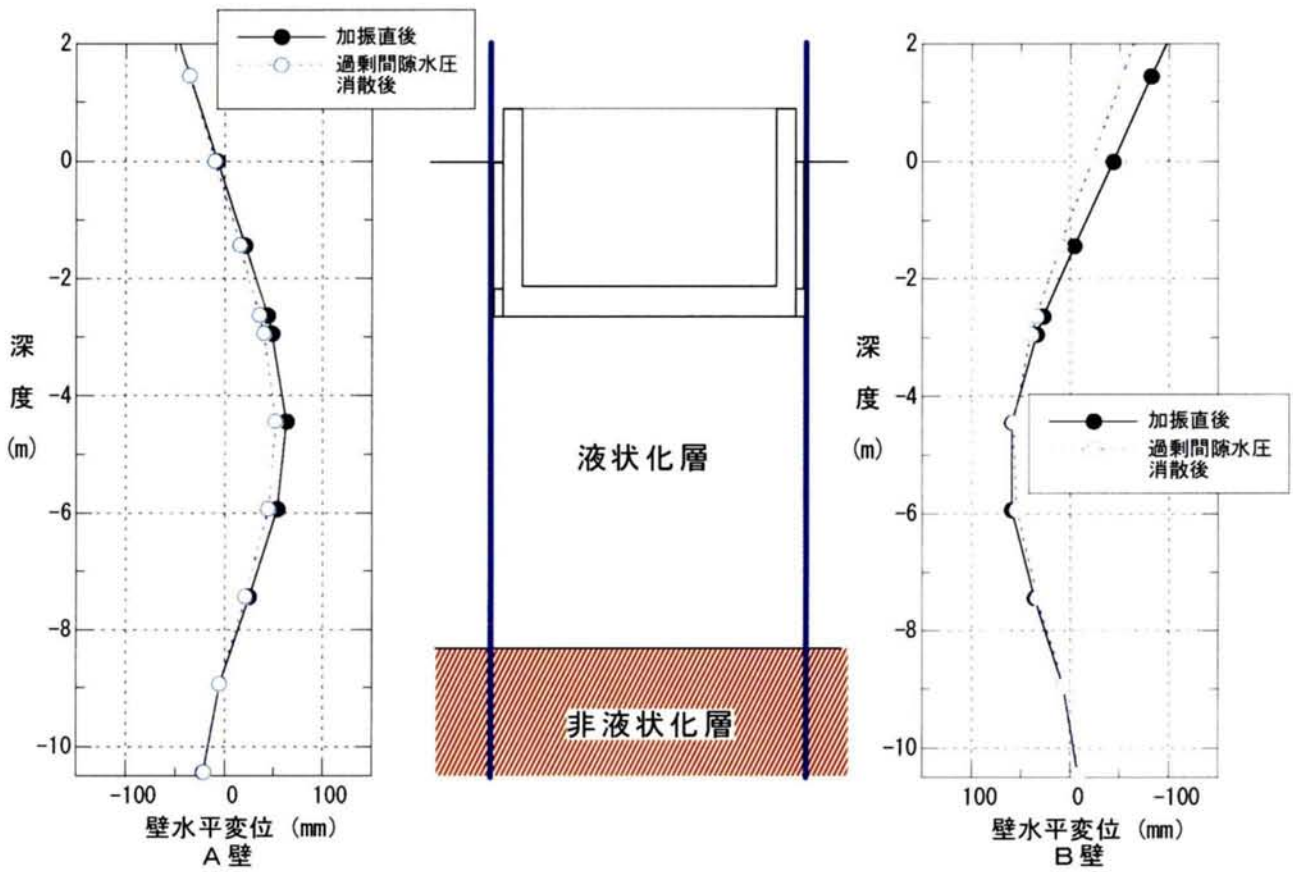 加振直後
過剰間隙水圧
消散後
2
0
-2
-4
-6
-8
-10
深
度
(m)
-100
0
100
壁水平変位 (mm)
A壁
液状化層
非液状化層
2
0
-2
-4
-6
-8
-10
深
度
(m)
加振直後
過剰間隙水圧
消散後
100
0
-100
壁水平変位 (mm)
B壁